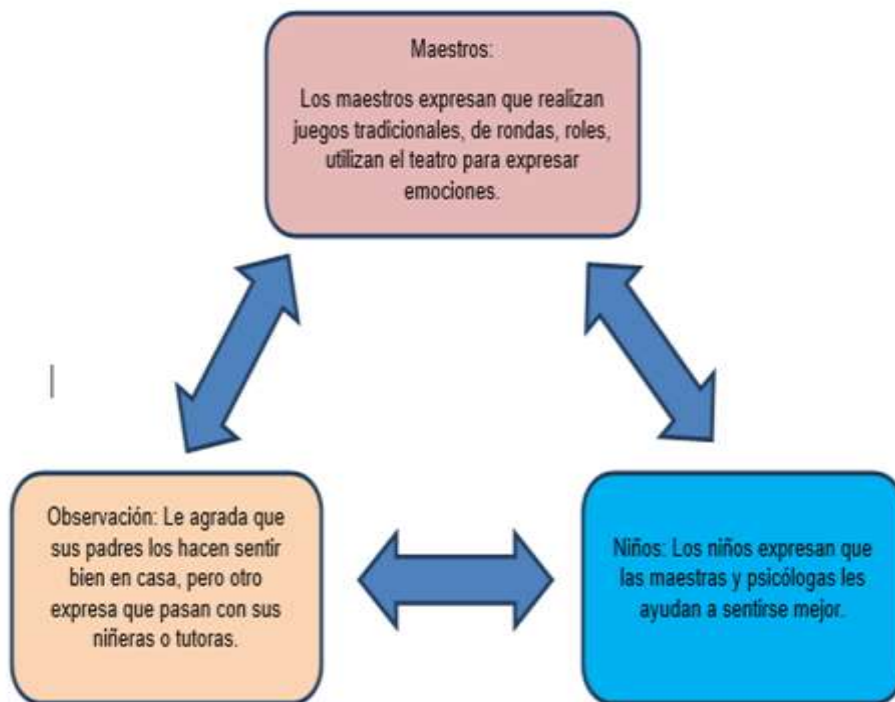 Maestros:
Los maestros expresan que realizan
juegos tradicionales, de rondas, roles,
utilizan el teatro para expresar
emociones.
Observación: Le agrada que
sus padres los hacen sentir
bien en casa, pero otro
expresa que pasan con sus
niñeras o tutoras.
Niños: Los niños expresan que
las maestras y psicólogas les
ayudan a sentirse mejor.